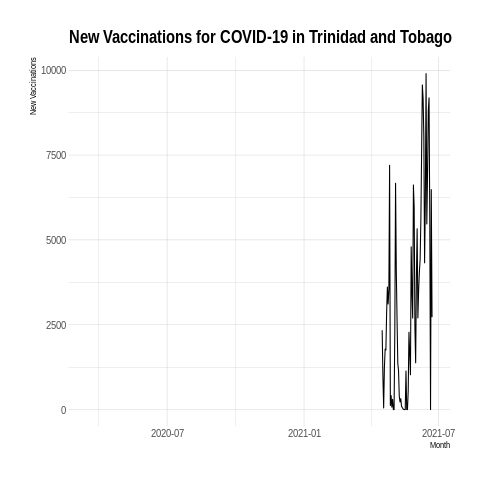 New Vaccinations for COVID-19 in Trinidad and Tobago
New Vaccinations
10000
7500
5000
2500
0
2020-07
2021-01
2021-07
Month